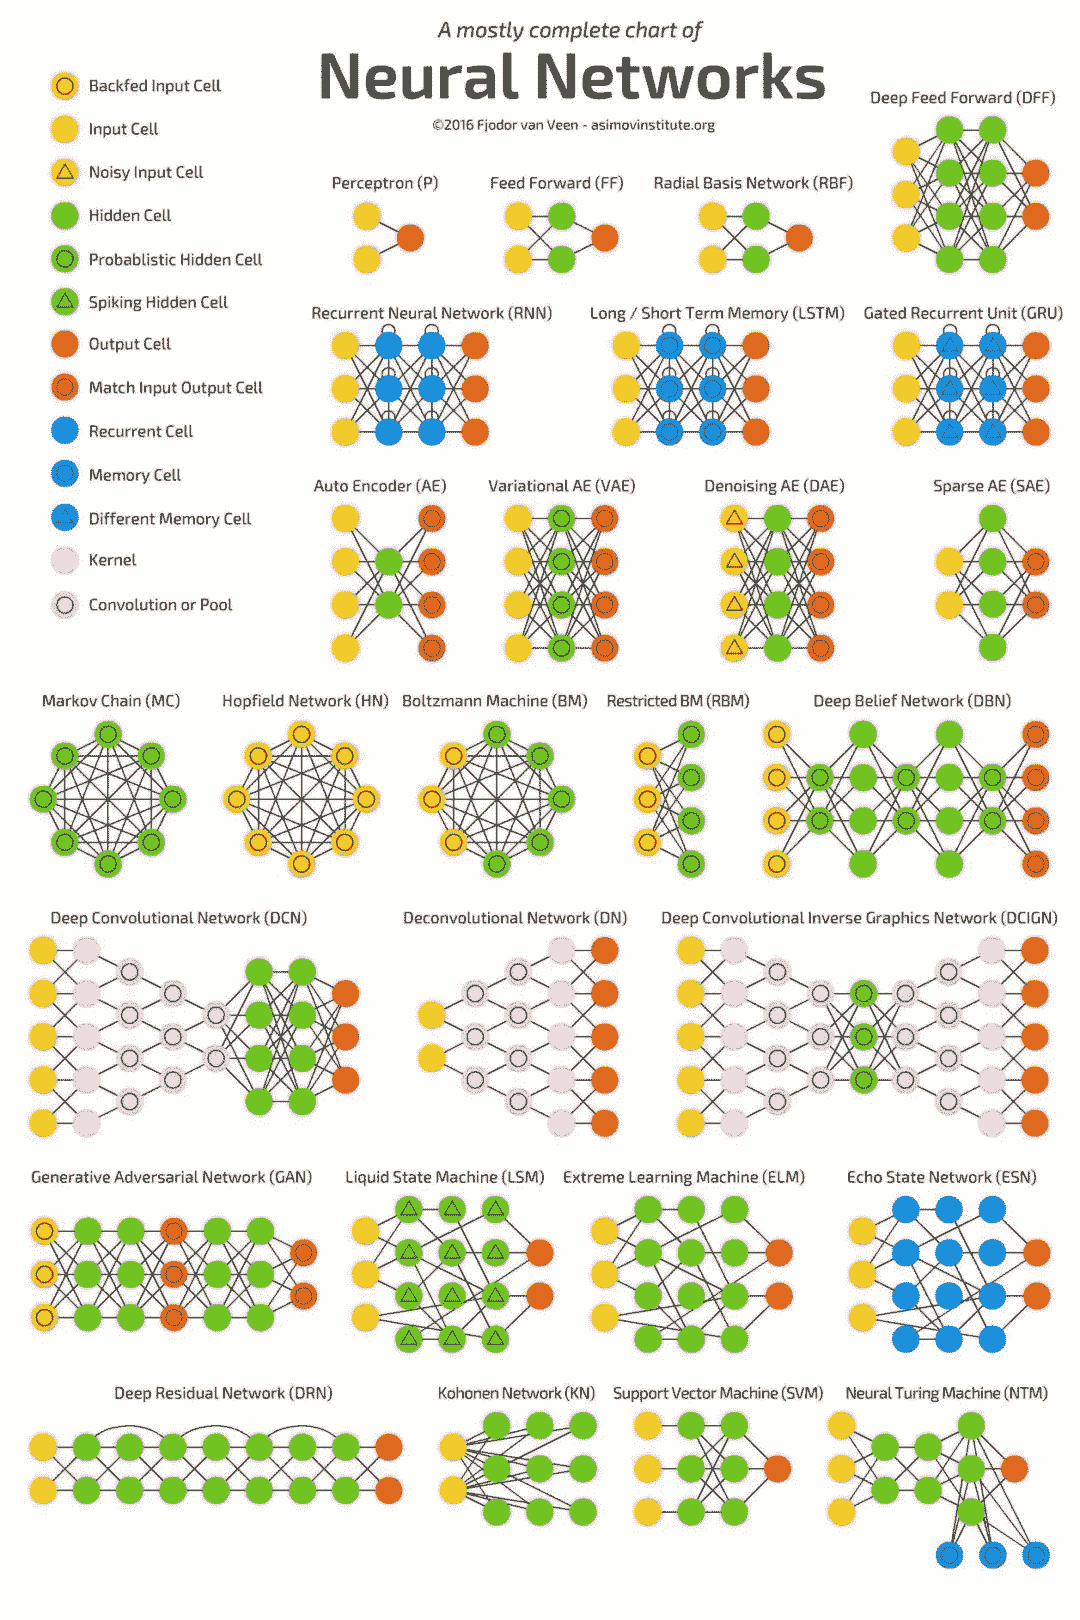 A mostly complete chart of
Neural Networks
©2016 Fjodor van Veen - asimovinstitute.org
Backfed Input Cell
Input Cell
Noisy Input Cell
Hidden Cell
Probablistic Hidden Cell
Spiking Hidden Cell
Output Cell
Match Input Output Cell
Recurrent Cell
Memory Cell
Different Memory Cell
Kernel
Convolution or Pool
Deep Feed Forward (DFF)
Perceptron (P)
Feed Forward (FF)
Radial Basis Network (RBF)
Recurrent Neural Network (RNN)
Long / Short Term Memory (LSTM)
Gated Recurrent Unit (GRU)
Auto Encoder (AE)
Variational AE (VAE)
Denoising AE (DAE)
Sparse AE (SAE)
Markov Chain (MC)
Hopfield Network (HN)
Boltzmann Machine (BM)
Restricted BM (RBM)
Deep Belief Network (DBN)
Deep Convolutional Network (DCN)
Deconvolutional Network (DN)
Deep Convolutional Inverse Graphics Network (DCIGN)
Generative Adversarial Network (GAN)
Liquid State Machine (LSM)
Extreme Learning Machine (ELM)
Echo State Network (ESN)
Deep Residual Network (DRN)
Kohonen Network (KN)
Support Vector Machine (SVM)
Neural Turing Machine (NTM)